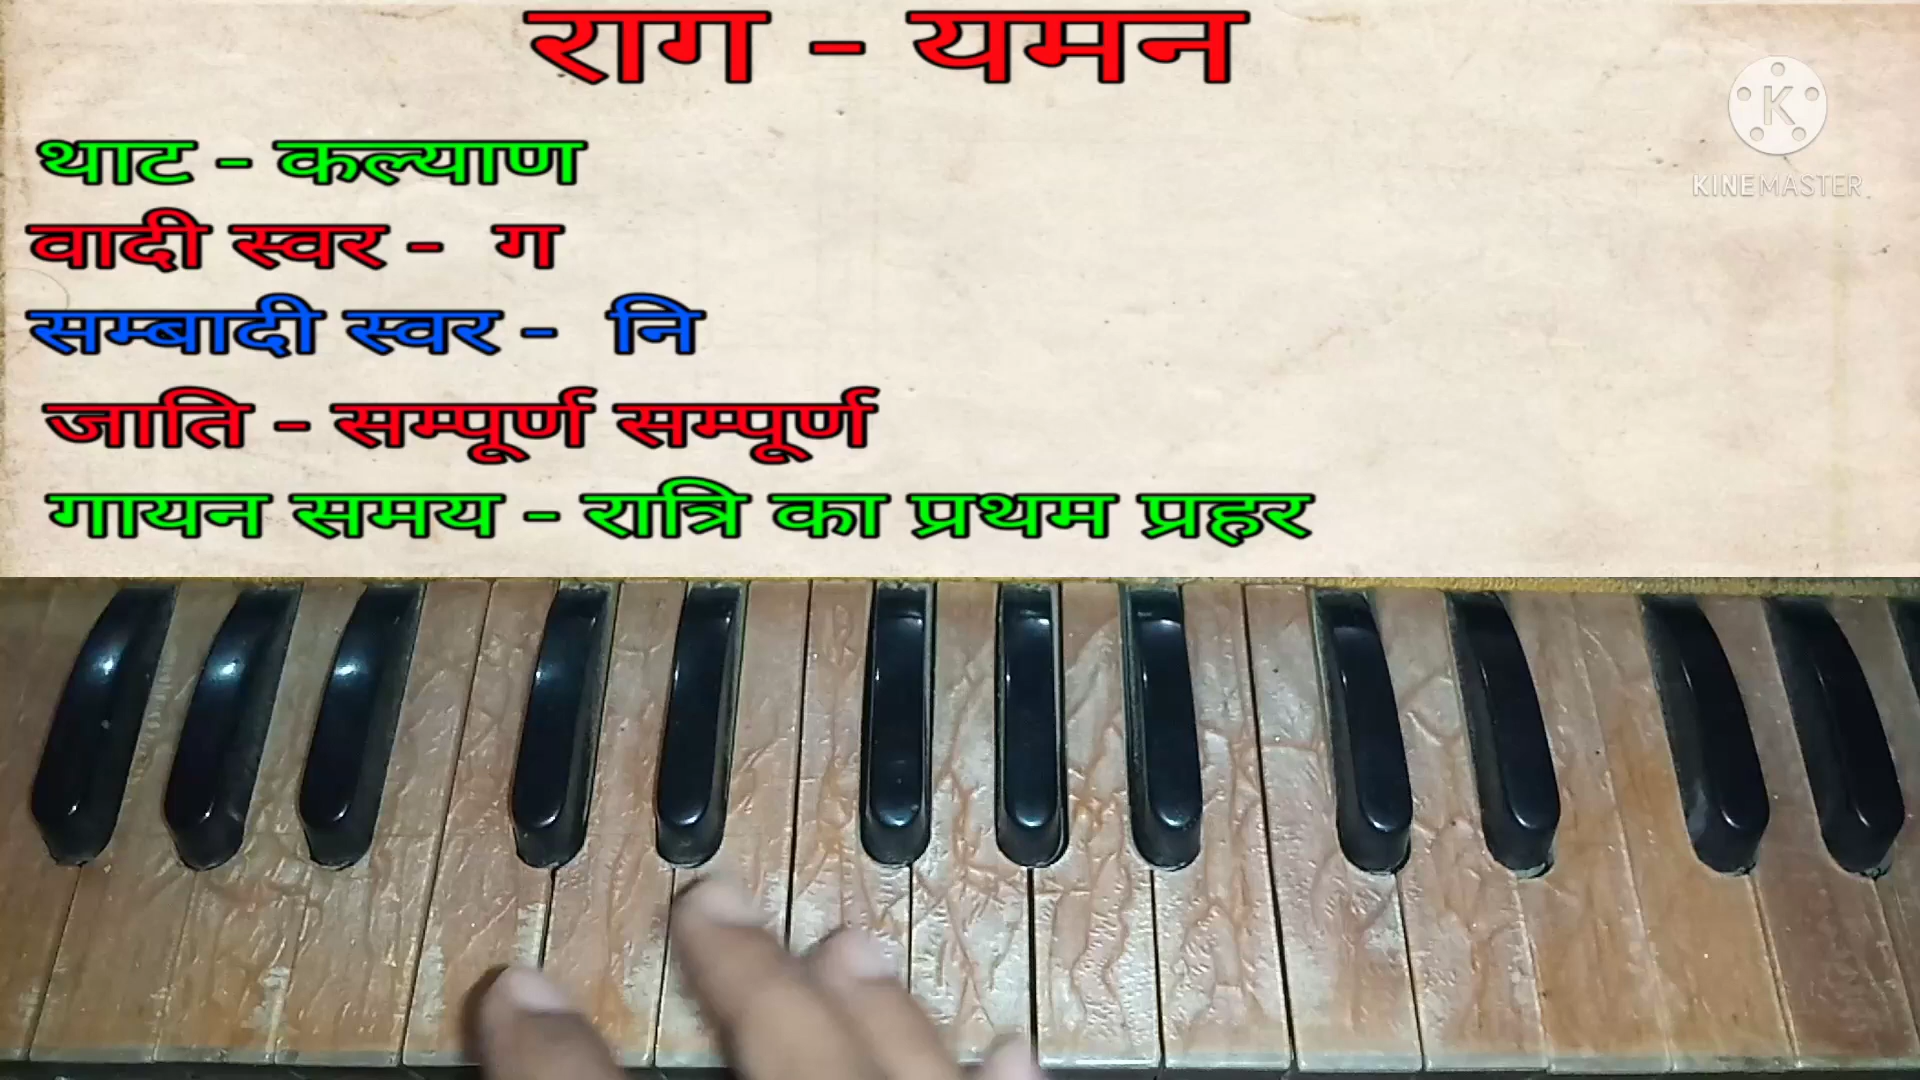 राग - यमन
थाट - कल्याण
वादी स्वर - ग
सम्बादी स्वर - नि
जाति - सम्पूर्ण सम्पूर्ण
गायन समय - रात्रि का प्रथम प्रहर
K
KINEMASTER